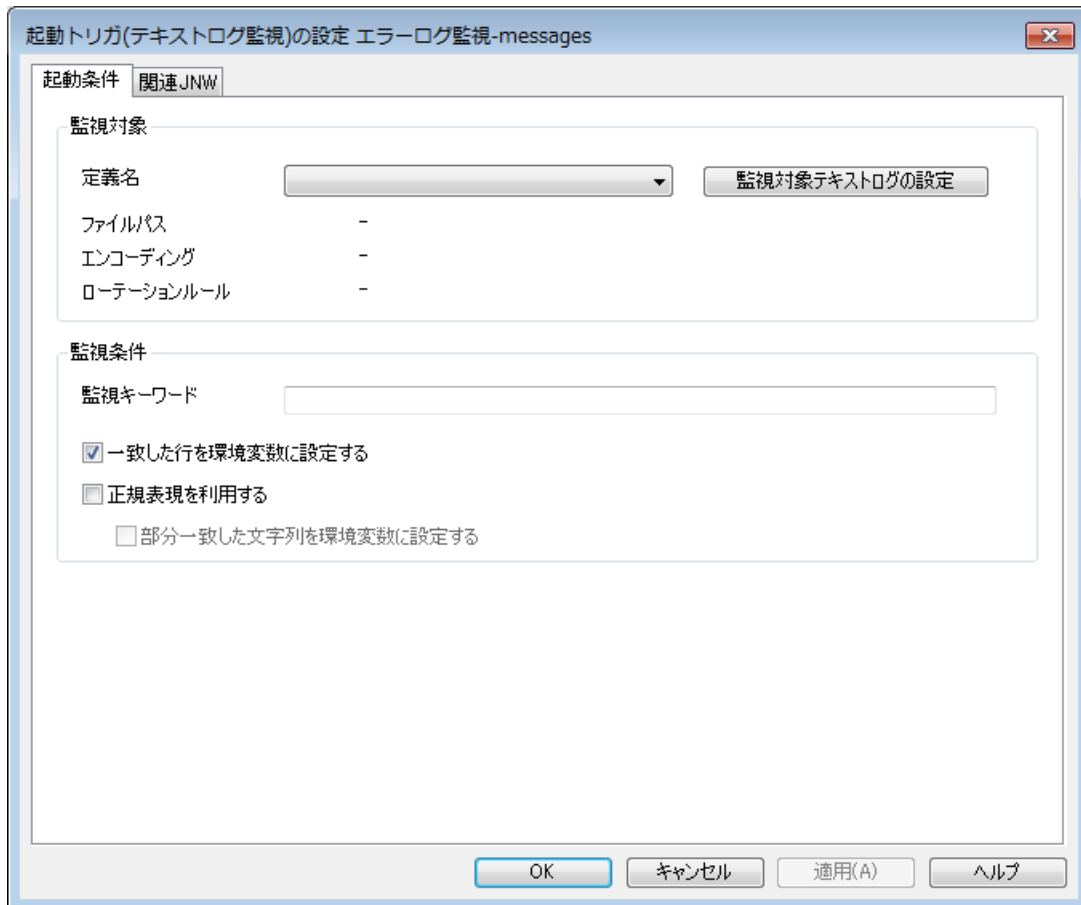 起動トリガ(テキストログ監視)の設定 エラーログ監視-messages
起動条件 関連JNW
監視対象
定義名 監視対象テキストログの設定
ファイルパス -
エンコーディング -
ローテーションルール -
監視条件
監視キーワード
一致した行を環境変数に設定する
正規表現を利用する
部分一致した文字列を環境変数に設定する
OK キャンセル 適用(A) ヘルプ